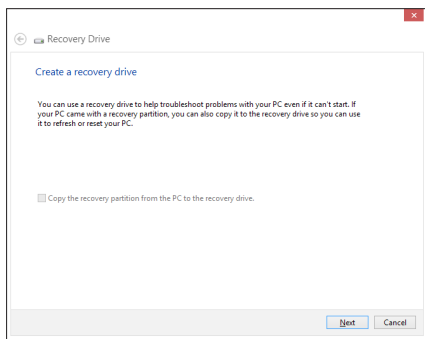 Recovery Drive
Create a recovery drive
You can use a recovery drive to help troubleshoot problems with your PC even if it can't start. If
your PC came with a recovery partition, you can also copy it to the recovery drive so you can use
it to refresh or reset your PC.
Copy the recovery partition from the PC to the recovery drive.
Next Cancel